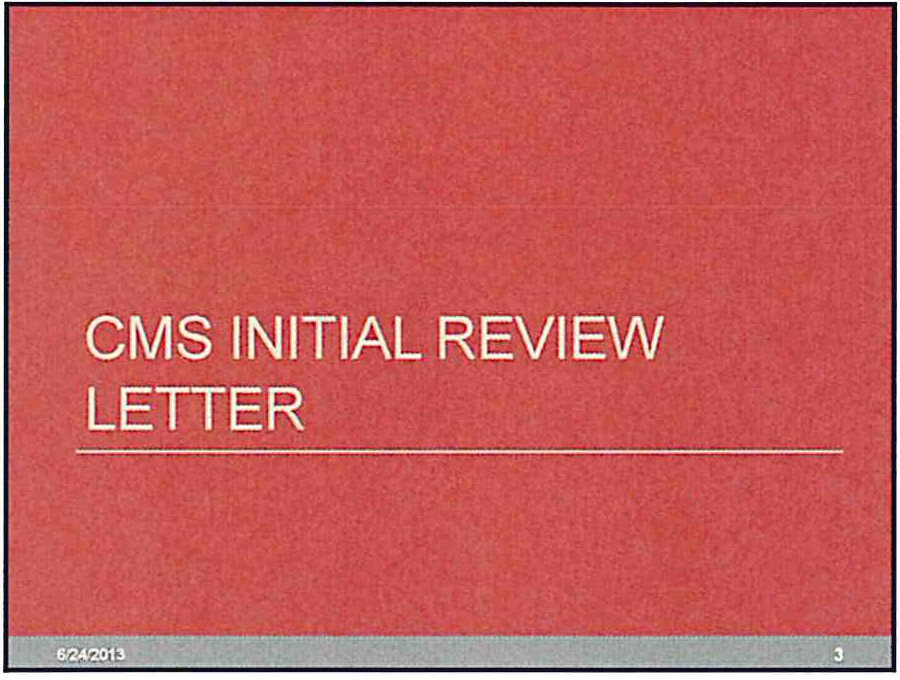 CMS INITIAL REVIEW
LETTER
6/24/2013
3